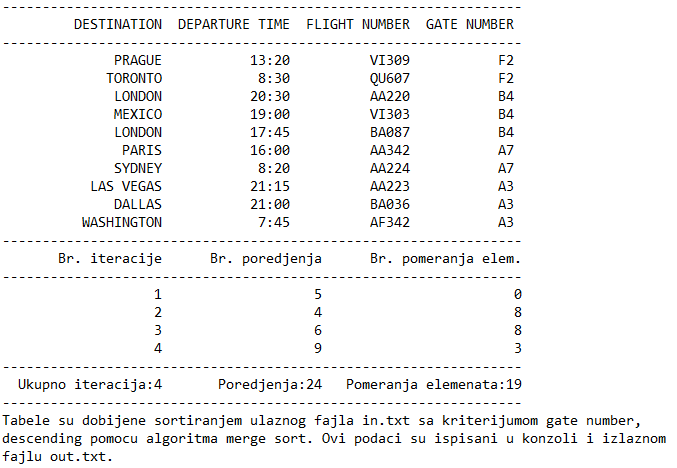 DESTINATION DEPARTURE TIME FLIGHT NUMBER GATE NUMBER
PRAGUE 13:20 VI309 F2
TORONTO 8:30 QU607 F2
LONDON 20:30 AA220 B4
MEXICO 19:00 VI303 B4
LONDON 17:45 BA087 B4
PARIS 16:00 AA342 A7
SYDNEY 8:20 AA224 A7
LAS VEGAS 21:15 AA223 A3
DALLAS 21:00 BA036 A3
WASHINGTON 7:45 AF342 A3
Br. iteracije Br. poredjenja Br. pomeranja elem.
1 5 0
2 4 8
3 6 8
4 9 3
Ukupno iteracija:4 Poredjenja:24 Pomeranja elemenata:19
Tabele su dobijene sortiranjem ulaznog fajla in.txt sa kriterijumom gate number,
descending pomocu algoritma merge sort. Ovi podaci su ispisani u konzoli i izlaznom
fajlu out.txt.